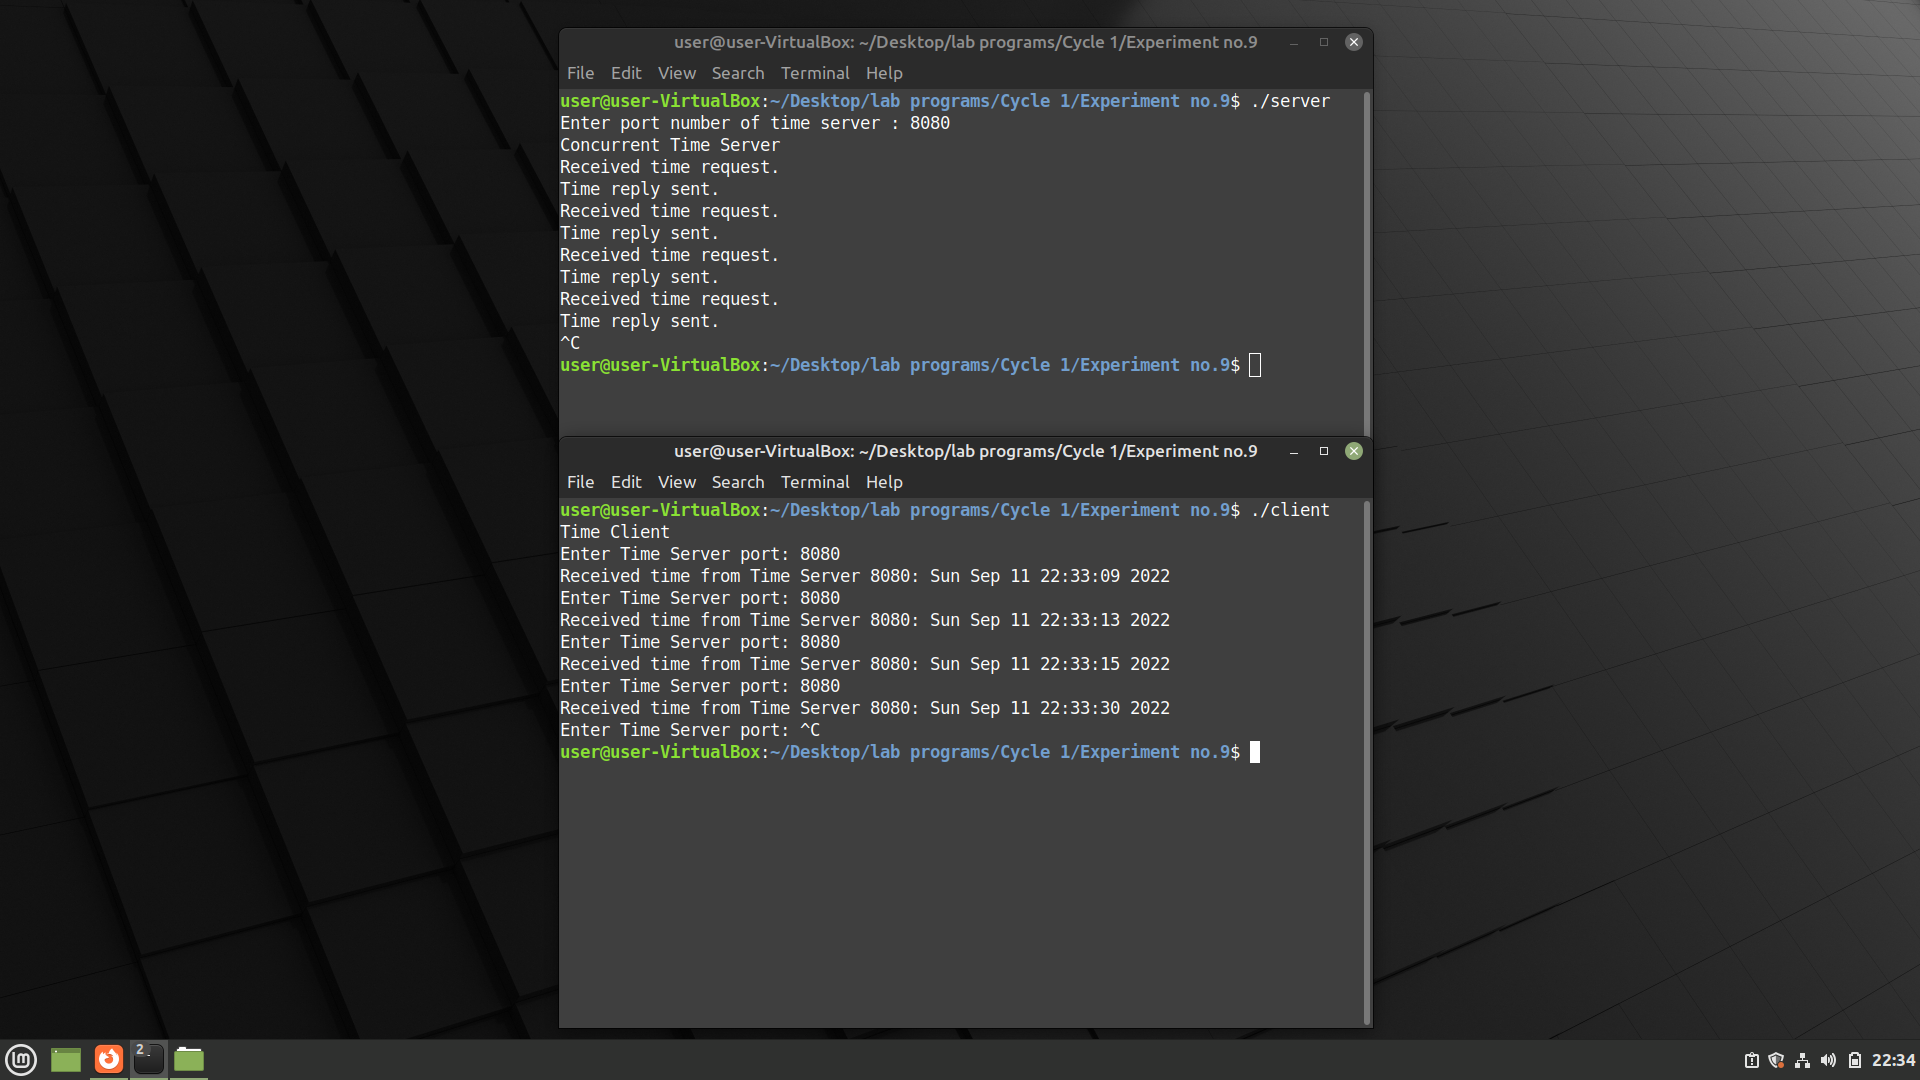 user@user-VirtualBox: ~/Desktop/lab programs/Cycle 1/Experiment no.9
File Edit View Search Terminal Help
user@user-VirtualBox:~/Desktop/lab programs/Cycle 1/Experiment no.9$ ./server
Enter port number of time server : 8080
Concurrent Time Server
Received time request.
Time reply sent.
Received time request.
Time reply sent.
Received time request.
Time reply sent.
Received time request.
Time reply sent.
^C
user@user-VirtualBox:~/Desktop/lab programs/Cycle 1/Experiment no.9$
user@user-VirtualBox: ~/Desktop/lab programs/Cycle 1/Experiment no.9
File Edit View Search Terminal Help
user@user-VirtualBox:~/Desktop/lab programs/Cycle 1/Experiment no.9$ ./client
Time Client
Enter Time Server port: 8080
Received time from Time Server 8080: Sun Sep 11 22:33:09 2022
Enter Time Server port: 8080
Received time from Time Server 8080: Sun Sep 11 22:33:13 2022
Enter Time Server port: 8080
Received time from Time Server 8080: Sun Sep 11 22:33:15 2022
Enter Time Server port: 8080
Received time from Time Server 8080: Sun Sep 11 22:33:30 2022
Enter Time Server port: ^C
user@user-VirtualBox:~/Desktop/lab programs/Cycle 1/Experiment no.9$
2
22:34